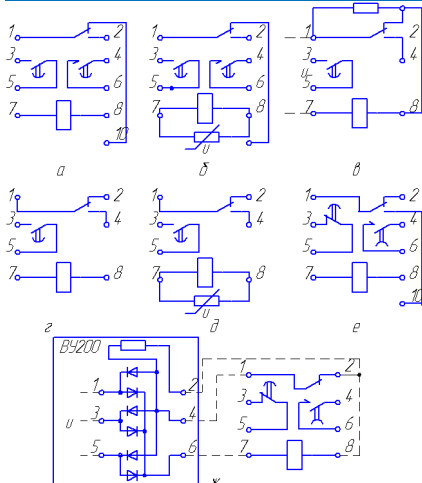 1 2 1 2 1 2
3 4 3 4 4
5 6 5 6 и 5
7 8 7 8 7 8
10
а б в
U
1 2 1 2 1 2
3 4 3 4 3 4
5 5 5 6
7 8 7 8 7 8
U 10
г д е
ВУ200
1 2 1 2
3 4 3 4
и
5 6 5 6
7 8
ж